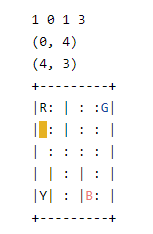 1 0 1 3
(0, 4)
(4, 3)
+---------+
|R: | : :G|
| : | : : |
| : : : : |
| | : | : |
|Y| : |B: |
+---------+